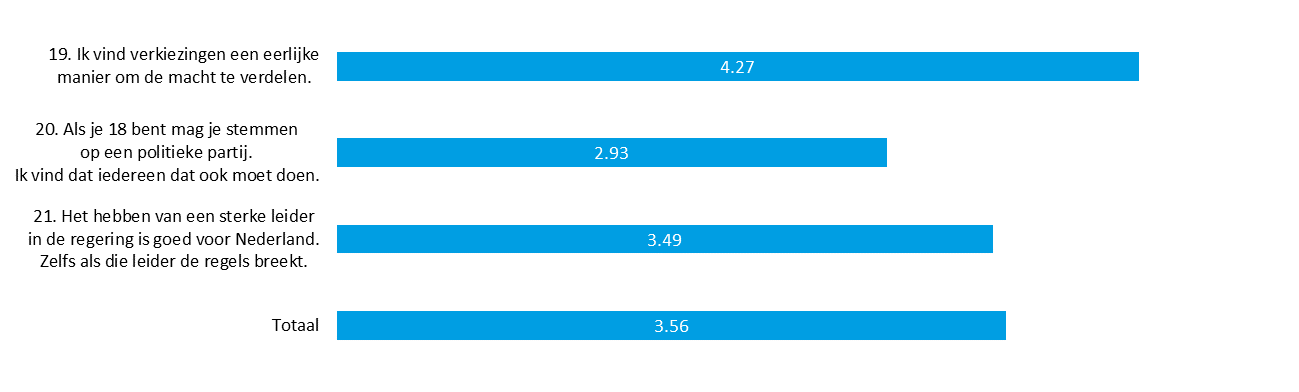 19. Ik vind verkiezingen een eerlijke
manier om de macht te verdelen.
4.27
20. Als je 18 bent mag je stemmen
op een politieke partij.
Ik vind dat iedereen dat ook moet doen.
2.93
21. Het hebben van een sterke leider
in de regering is goed voor Nederland.
Zelfs als die leider de regels breekt.
3.49
Totaal
3.56